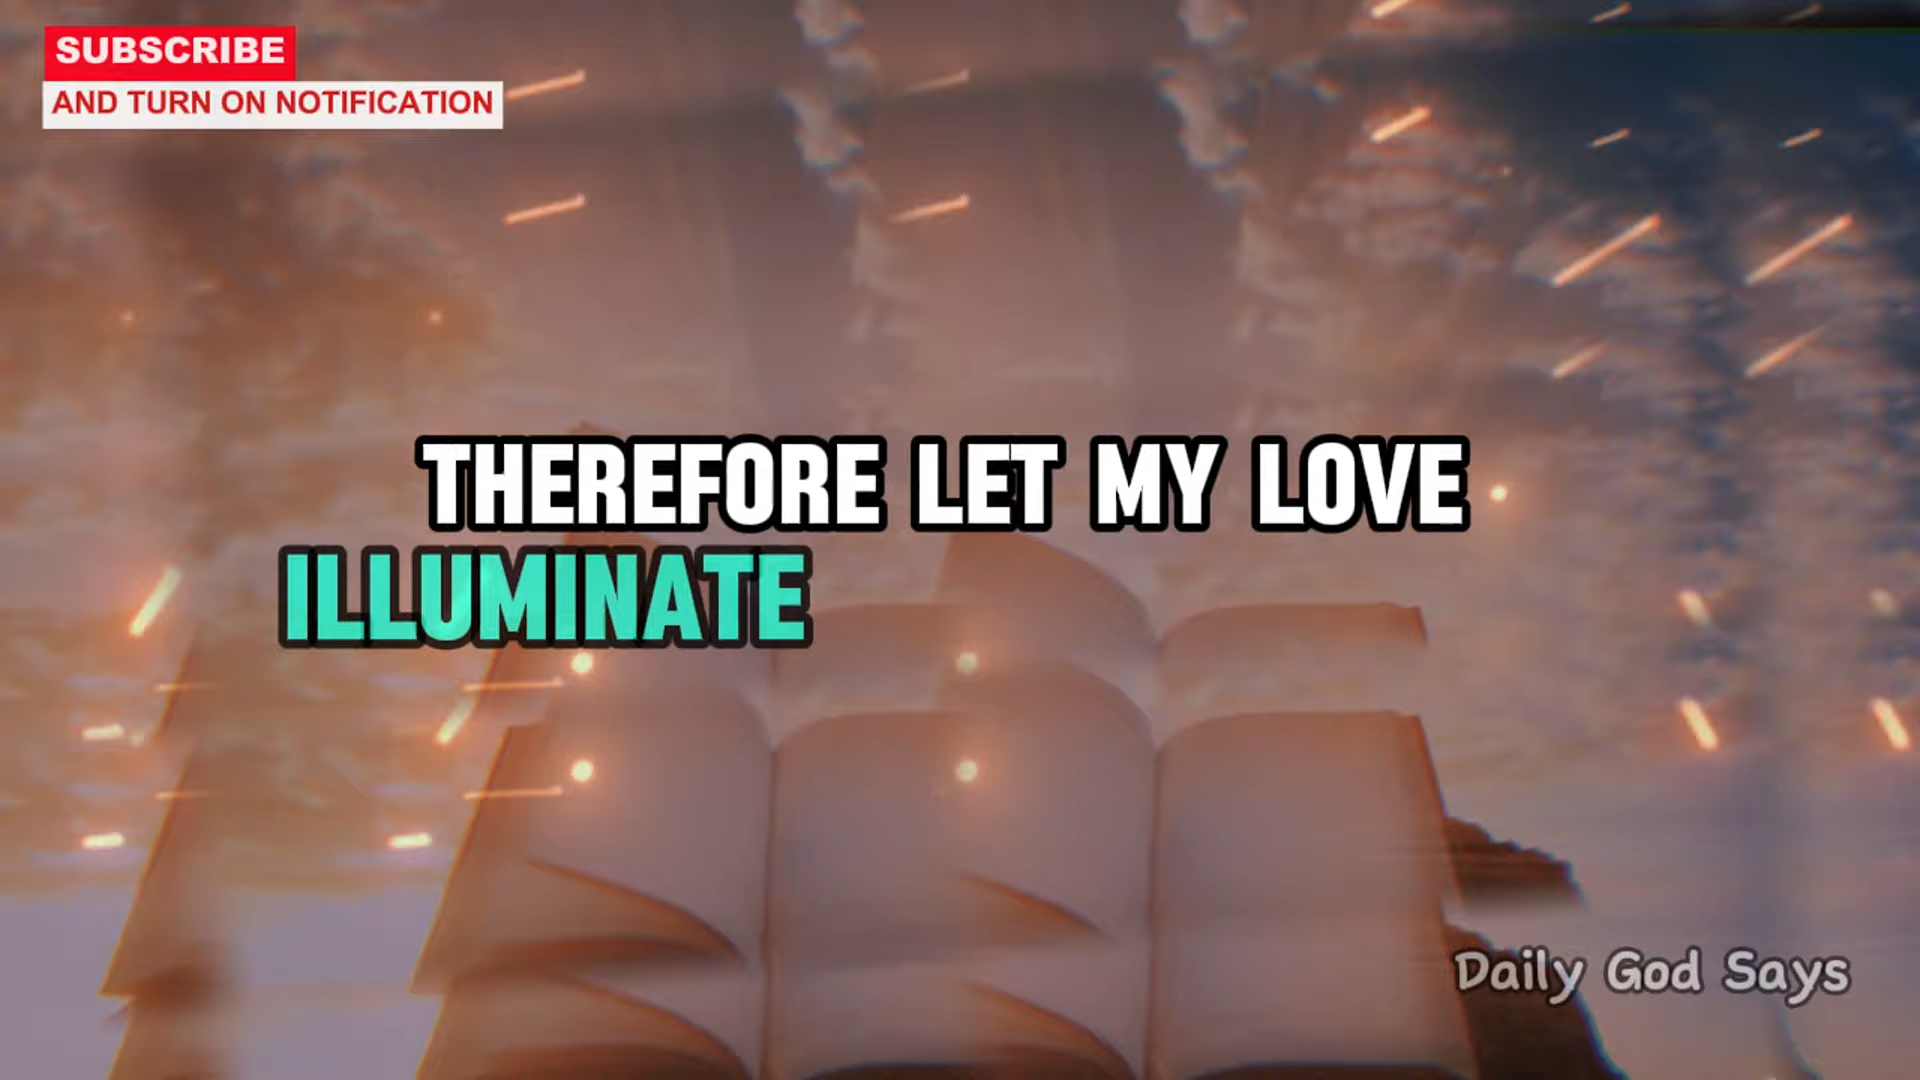 SUBSCRIBE
AND TURN ON NOTIFICATION
THEREFORE LET MY LOVE
ILLUMINATE
Daily God Says